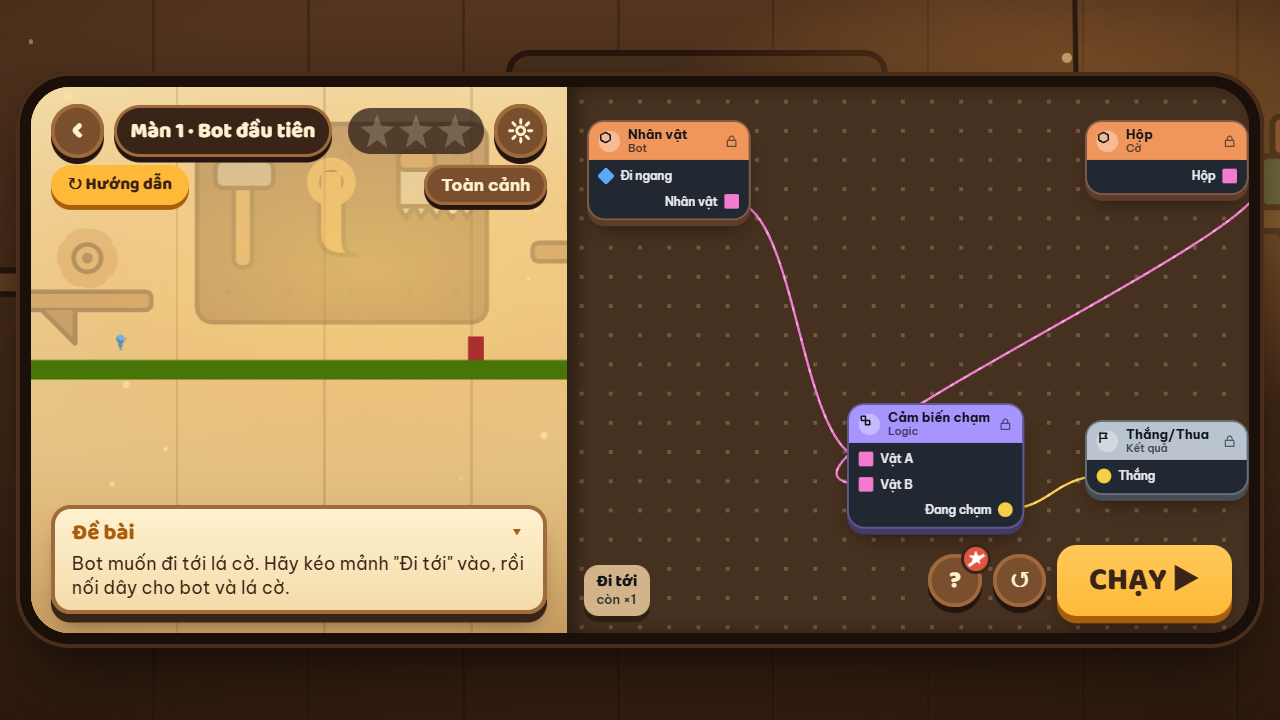 Màn 1 · Bot đầu tiên
↻ Hướng dẫn
Toàn cảnh
Đề bài
Bot muốn đi tới lá cờ. Hãy kéo mảnh "Đi tới" vào, rồi
nối dây cho bot và lá cờ.
Nhân vật
Bot
Đi ngang
Nhân vật
Hộp
Cờ
Hộp
Cảm biến chạm
Logic
Vật A
Vật B
Đang chạm
Thắng/Thua
Kết quả
Thắng
Đi tới
còn ×1
?
↺
CHẠY ▶